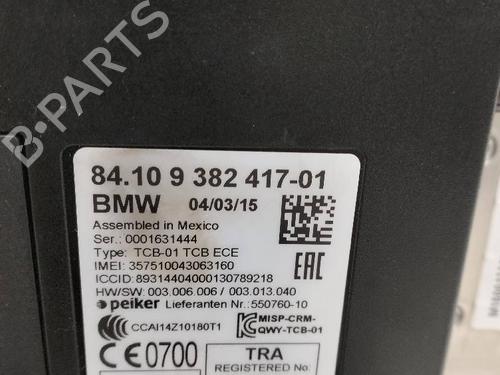 84.10 9 382 417-01
BMW 04/03/15
Assembled in Mexico
Ser.: 0001631444
Type: TCB-01 TCB ECE
IMEI: 357510043063160
ICCID: 89314404000130789218
HW/SW: 003.006.006 / 003.013.040
peiker Lieferanten Nr.:550760-10
CCAI14Z10180T1
MISP-CRM-
QWY-TCB-01
CE0700
TRA
REGISTERED No:
EAC
B-PARTS